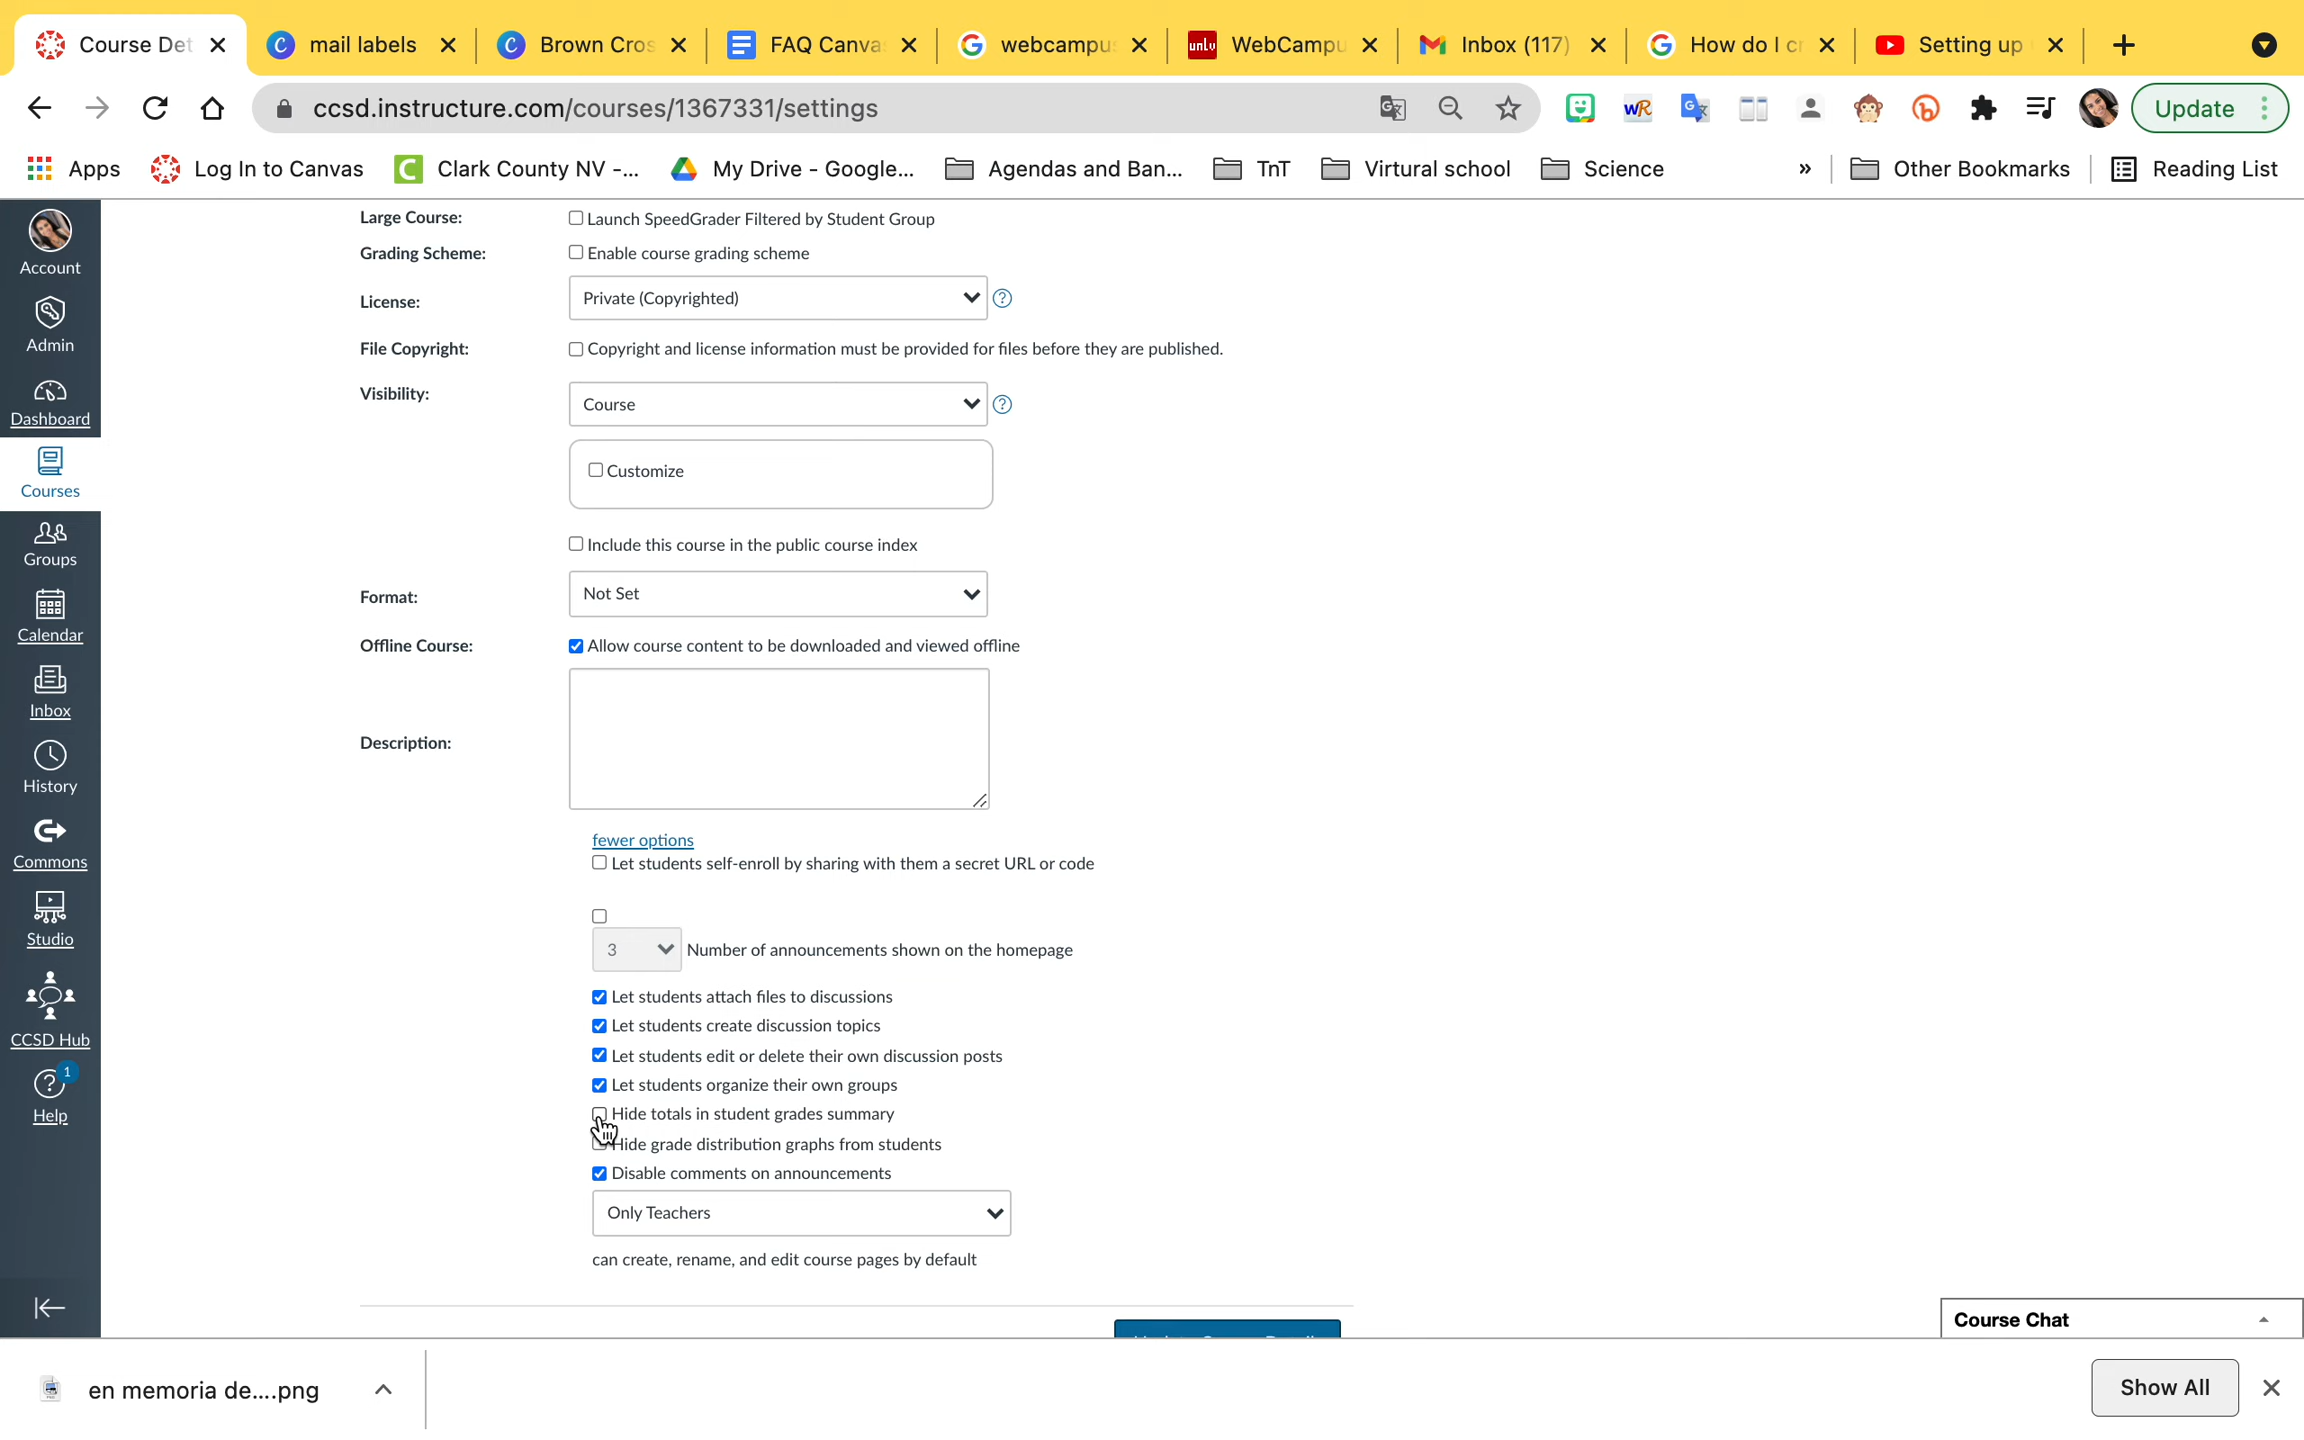 Course Det
mail labels
Brown Cros
FAQ Canva
webcampu
unlv WebCampu
Inbox (117)
How do I cr
Setting up
ccsd.instructure.com/courses/1367331/settings
Update
Apps
Log In to Canvas
Clark County NV -...
My Drive - Google...
Agendas and Ban...
TnT
Virtural school
Science
»
Other Bookmarks
Reading List
Account
Admin
Dashboard
Courses
Groups
Calendar
Inbox
History
Commons
Studio
CCSD Hub
1
Help
Large Course: Launch SpeedGrader Filtered by Student Group
Grading Scheme: Enable course grading scheme
License: Private (Copyrighted)
File Copyright: Copyright and license information must be provided for files before they are published.
Visibility: Course
Customize
Include this course in the public course index
Format: Not Set
Offline Course: Allow course content to be downloaded and viewed offline
Description:
fewer options
Let students self-enroll by sharing with them a secret URL or code
3 Number of announcements shown on the homepage
Let students attach files to discussions
Let students create discussion topics
Let students edit or delete their own discussion posts
Let students organize their own groups
Hide totals in student grades summary
Hide grade distribution graphs from students
Disable comments on announcements
Only Teachers
can create, rename, and edit course pages by default
Course Chat
en memoria de....png
Show All